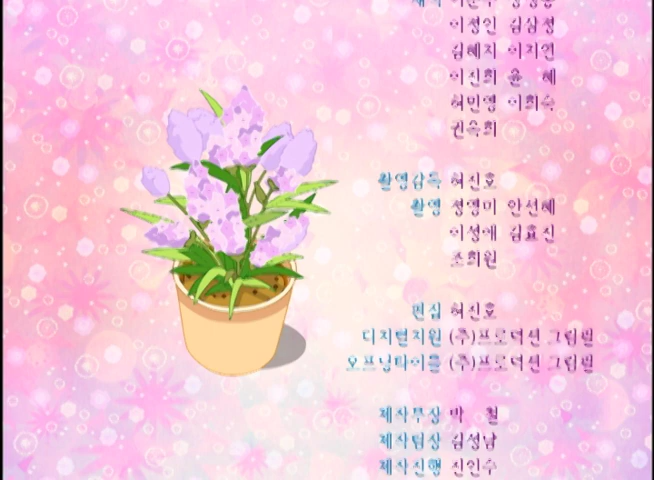 이정인 김삼정
김혜지 이지연
이진희 윤 혜
허민영 이희숙
권옥희
촬영감독 허진호
촬영 정영미 안선혜
이성애 김효진
조희원
편집 허진호
디지털지원 (주)프로덕션 그림필
오프닝타이틀 (주)프로덕션 그림필
제작부장 박 철
제작팀장 김성남
제작진행 진인수